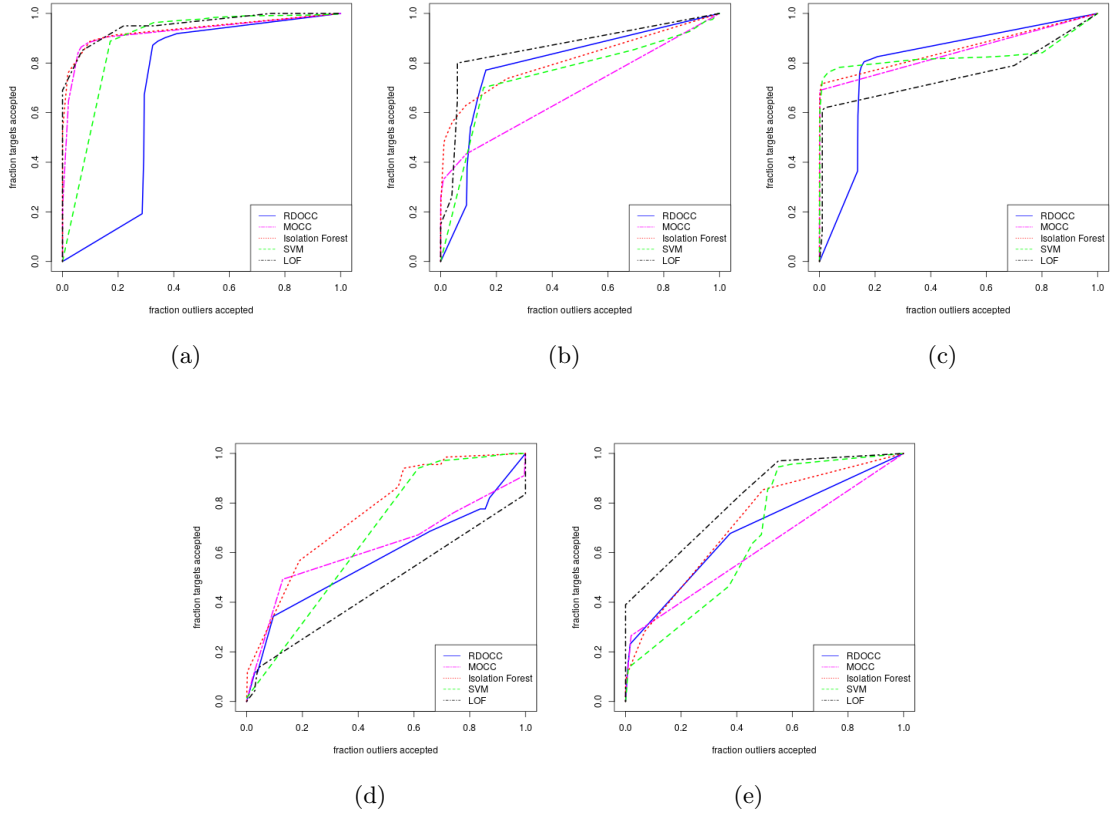 fraction targets accepted
1.0
0.8
0.6
0.4
0.2
0.0
RDOCC
MOCC
Isolation Forest
SVM
LOF
0.0 0.2 0.4 0.6 0.8 1.0
fraction outliers accepted
(a)
fraction targets accepted
1.0
0.8
0.6
0.4
0.2
0.0
RDOCC
MOCC
Isolation Forest
SVM
LOF
0.0 0.2 0.4 0.6 0.8 1.0
fraction outliers accepted
(b)
fraction targets accepted
1.0
0.8
0.6
0.4
0.2
0.0
RDOCC
MOCC
Isolation Forest
SVM
LOF
0.0 0.2 0.4 0.6 0.8 1.0
fraction outliers accepted
(c)
fraction targets accepted
1.0
0.8
0.6
0.4
0.2
0.0
RDOCC
MOCC
Isolation Forest
SVM
LOF
0.0 0.2 0.4 0.6 0.8 1.0
fraction outliers accepted
(d)
fraction targets accepted
1.0
0.8
0.6
0.4
0.2
0.0
RDOCC
MOCC
Isolation Forest
SVM
LOF
0.0 0.2 0.4 0.6 0.8 1.0
fraction outliers accepted
(e)